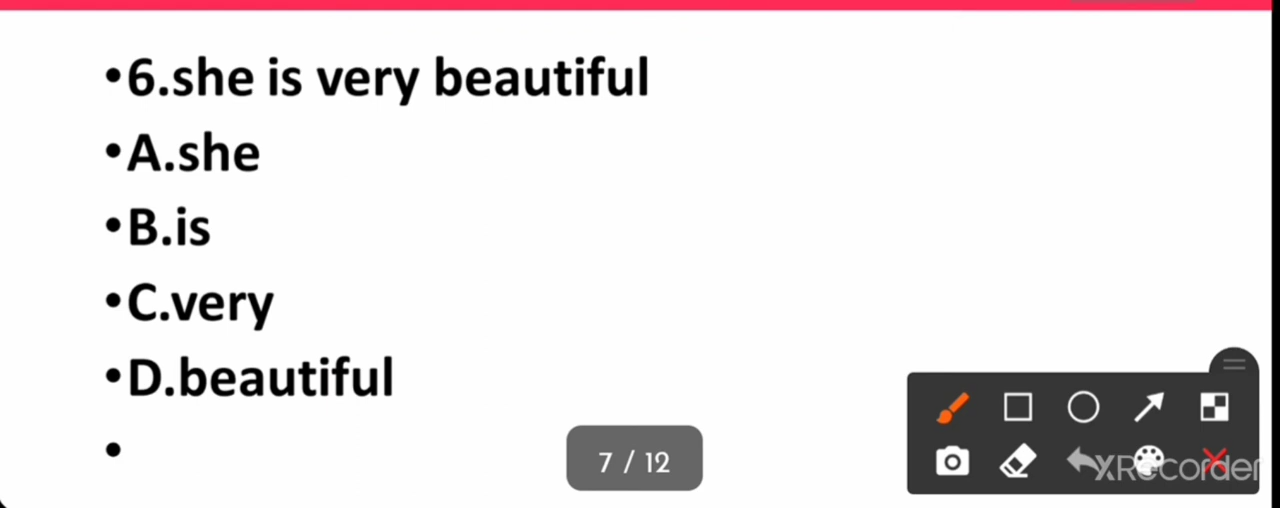 •6.she is very beautiful
•A.she
•B.is
•C.very
•D.beautiful
•
7 / 12
XRecorder